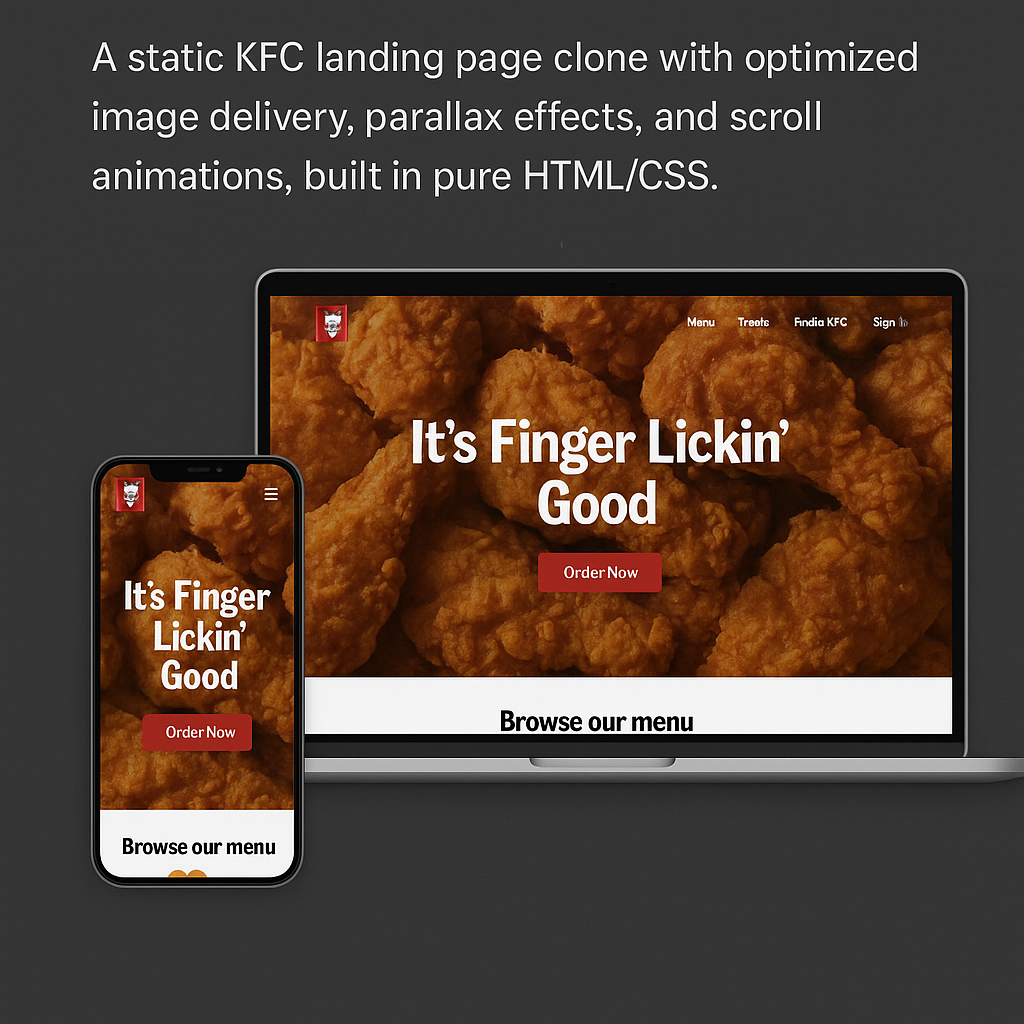 A static KFC landing page clone with optimized
image delivery, parallax effects, and scroll
animations, built in pure HTML/CSS.
Menu Treets Findia KFC Sign
It's Finger Lickin'
Good
Order Now
Browse our menu
It's Finger
Lickin'
Good
Order Now
Browse our menu